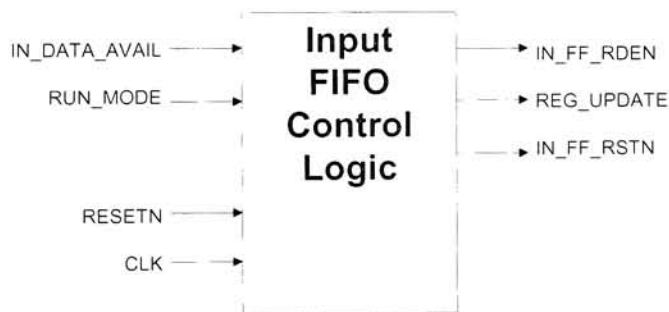 IN_DATA_AVAIL
RUN_MODE
RESETN
CLK
Input
FIFO
Control
Logic
IN_FF_RDEN
REG_UPDATE
IN_FF_RSTN